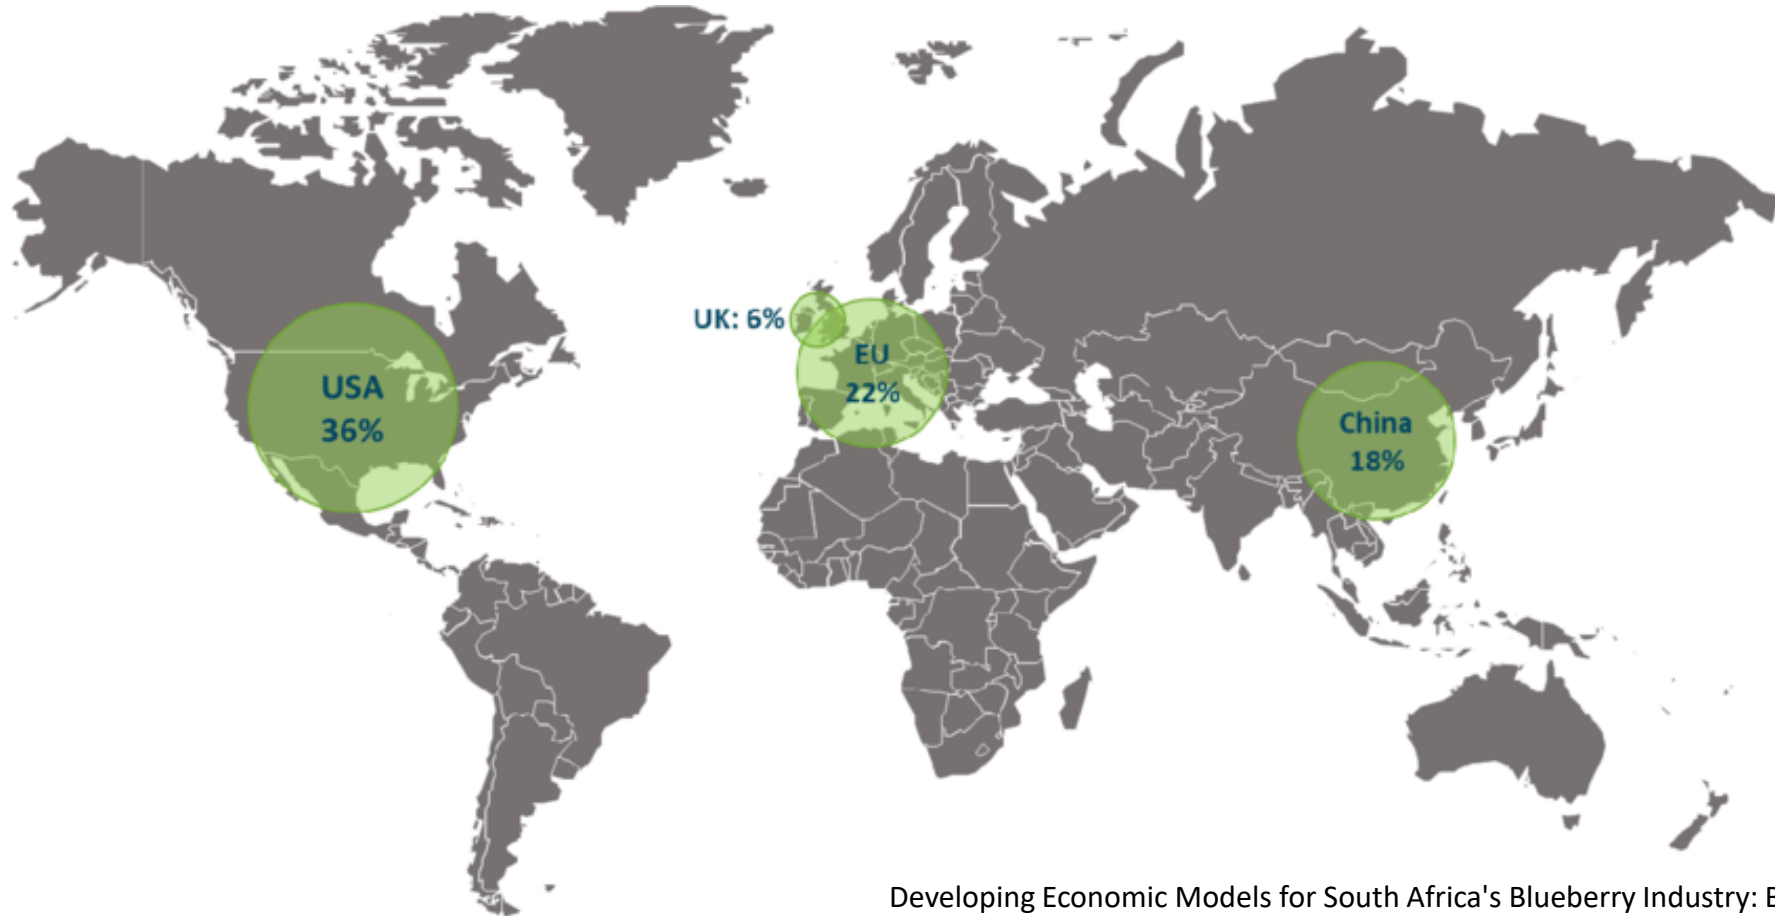 UK: 6%
EU
22%
USA
36%
China
18%
Developing Economic Models for South Africa's Blueberry Industry: